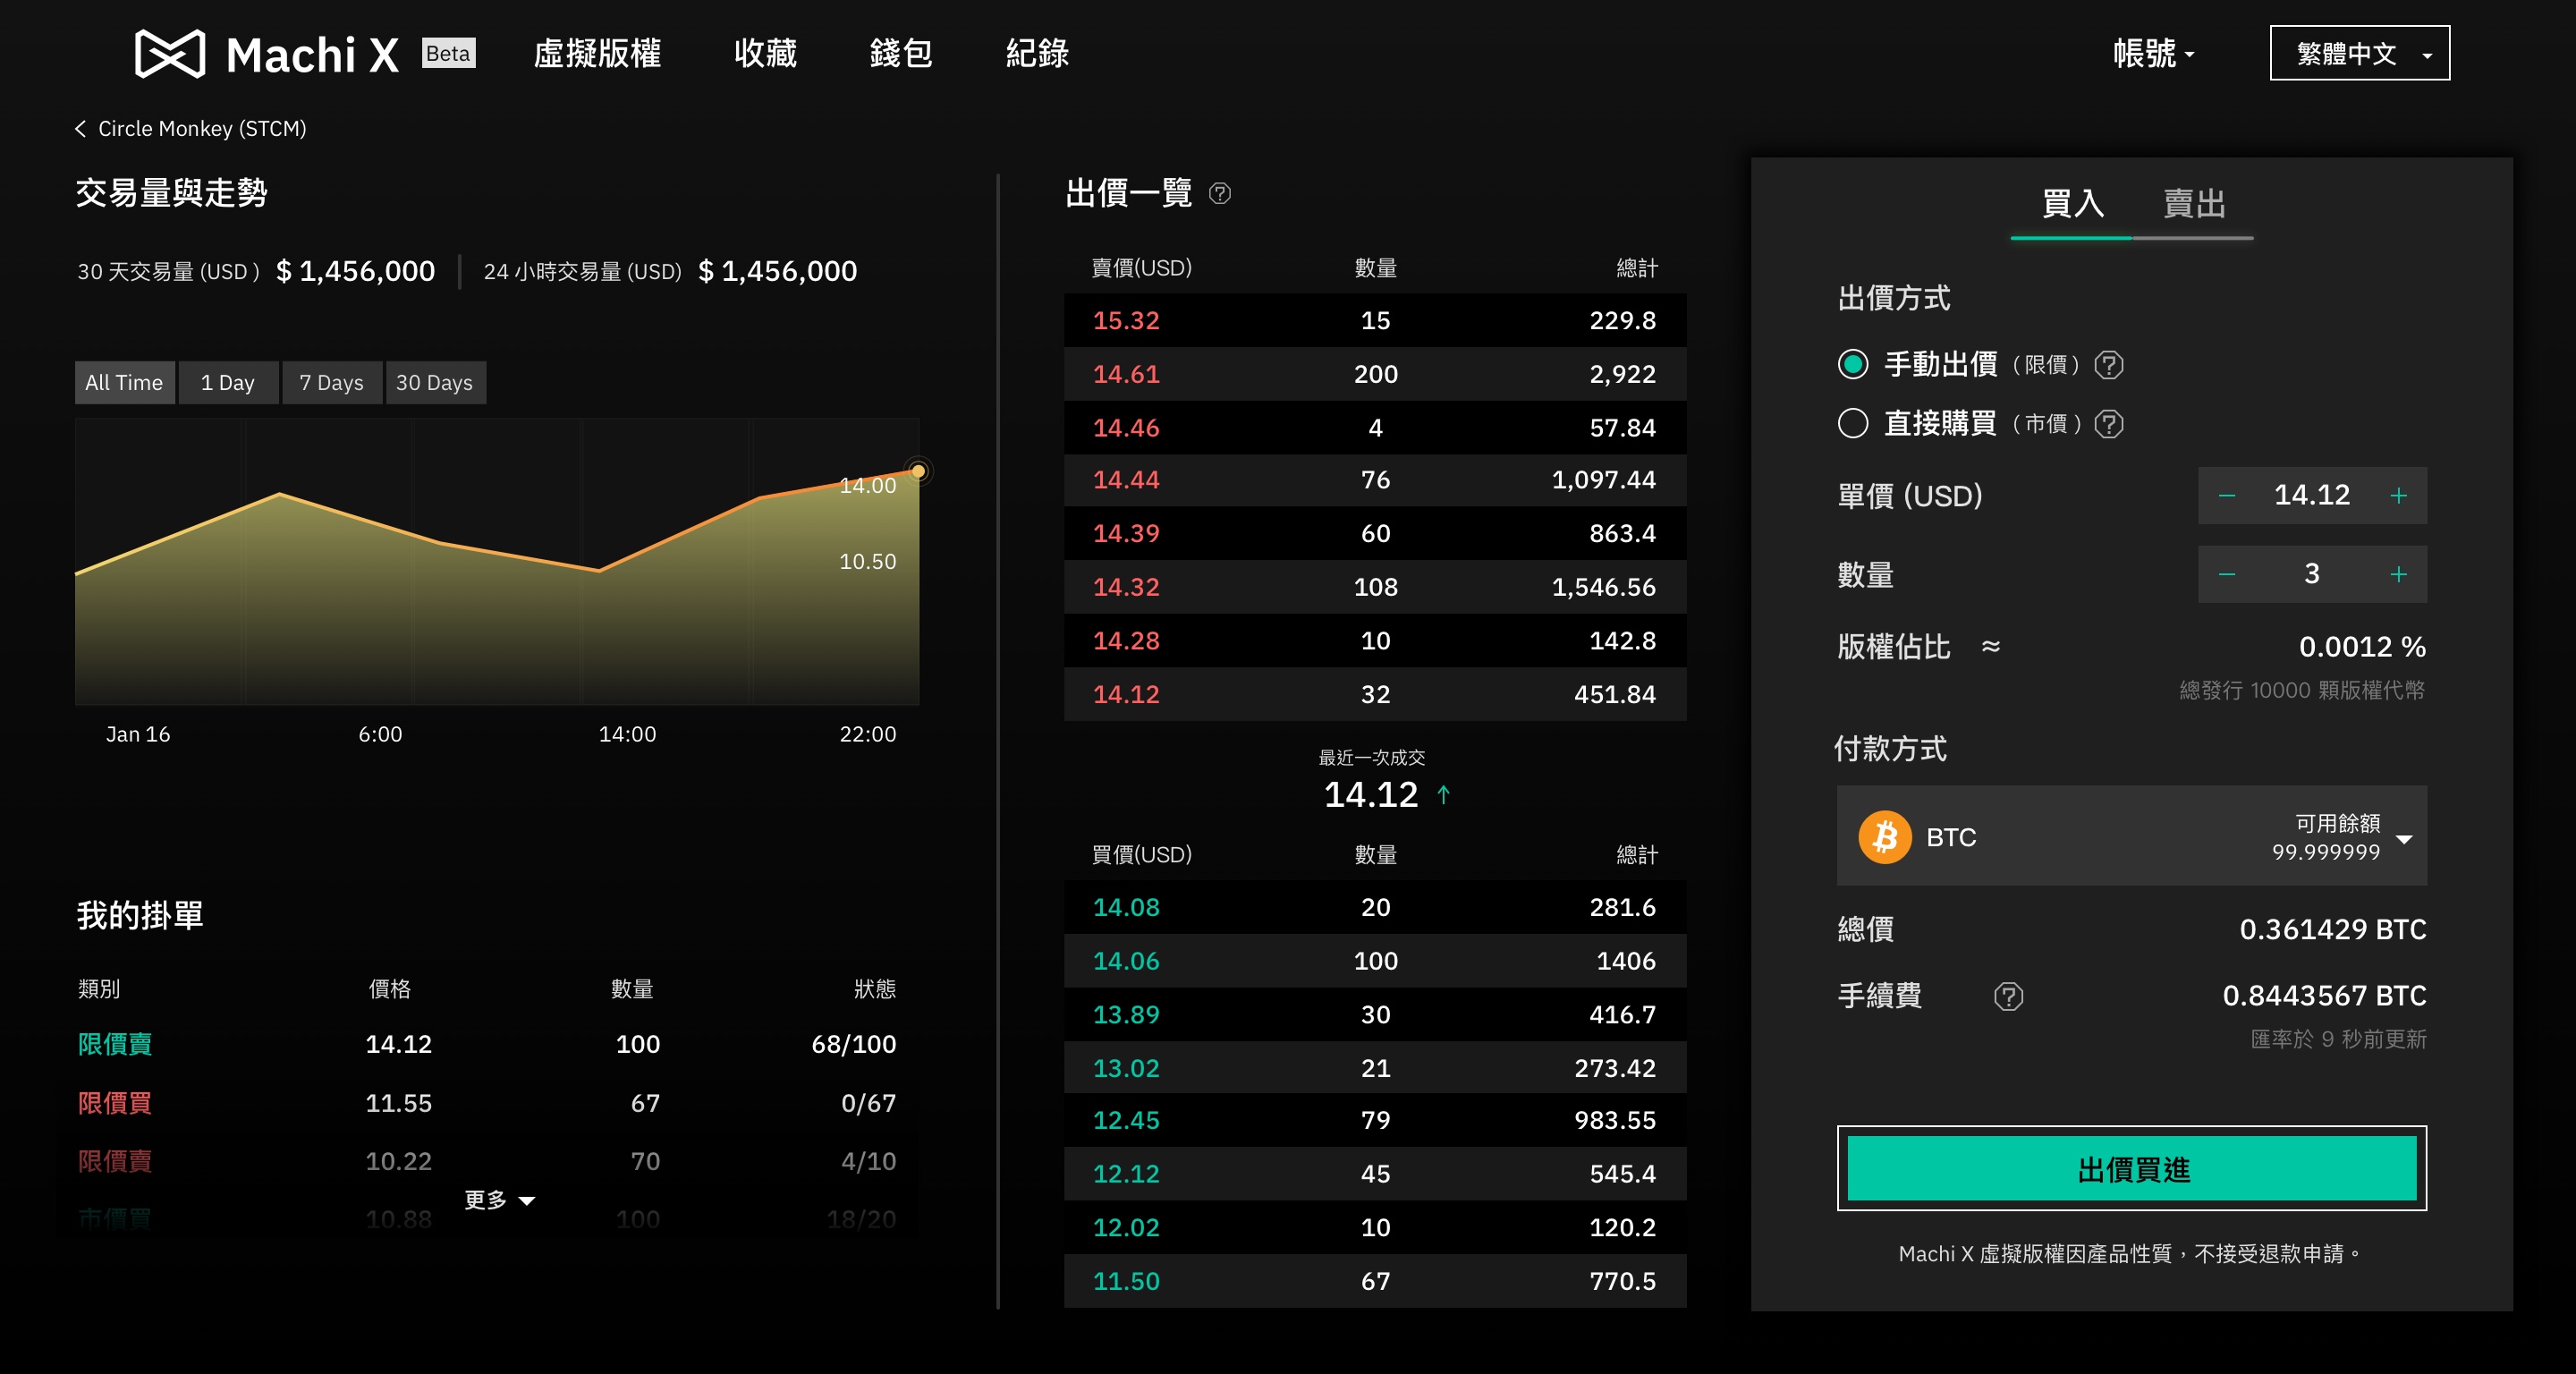 Machi X Beta 虛擬版權 收藏 錢包 紀錄 帳號 繁體中文
Circle Monkey (STCM)
交易量與走勢
30 天交易量 (USD ) $ 1,456,000 24 小時交易量 (USD) $ 1,456,000
All Time 1 Day 7 Days 30 Days
14.00
10.50
Jan 16 6:00 14:00 22:00
我的掛單
類別 價格 數量 狀態
限價賣 14.12 100 68/100
限價買 11.55 67 0/67
限價賣 10.22 70 4/10
更多
市價買 10.88 100 18/20
出價一覽 ?
賣價(USD) 數量 總計
15.32 15 229.8
14.61 200 2,922
14.46 4 57.84
14.44 76 1,097.44
14.39 60 863.4
14.32 108 1,546.56
14.28 10 142.8
14.12 32 451.84
最近一次成交
14.12 ↑
買價(USD) 數量 總計
14.08 20 281.6
14.06 100 1406
13.89 30 416.7
13.02 21 273.42
12.45 79 983.55
12.12 45 545.4
12.02 10 120.2
11.50 67 770.5
買入 賣出
出價方式
手動出價（限價）?
直接購買（市價）?
單價 (USD) − 14.12 +
數量 − 3 +
版權佔比 ≈ 0.0012 %
總發行 10000 顆版權代幣
付款方式
BTC 可用餘額
99.999999
總價 0.361429 BTC
手續費 ? 0.8443567 BTC
匯率於 9 秒前更新
出價買進
Machi X 虛擬版權因產品性質，不接受退款申請。